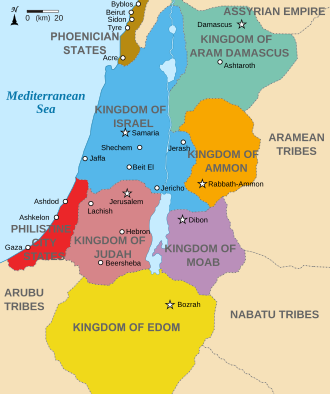 N
0 (km) 20
Byblos
Beirut
Sidon
Tyre
ASSYRIAN EMPIRE
Damascus
PHOENICIAN
STATES
KINGDOM OF
ARAM DAMASCUS
Acre
Ashtaroth
Mediterranean
Sea
KINGDOM OF
ISRAEL
Samaria
Shechem
Jerash
ARAMEAN
TRIBES
Jaffa
Beit El
KINGDOM OF
AMMON
Jericho
Rabbath-Ammon
Ashdod
Jerusalem
Lachish
Ashkelon
Dibon
PHILISTINE
CITY
STATES
Gaza
Hebron
KINGDOM OF
JUDAH
Beersheba
KINGDOM OF
MOAB
ARUBU
TRIBES
Bozrah
NABATU TRIBES
KINGDOM OF EDOM